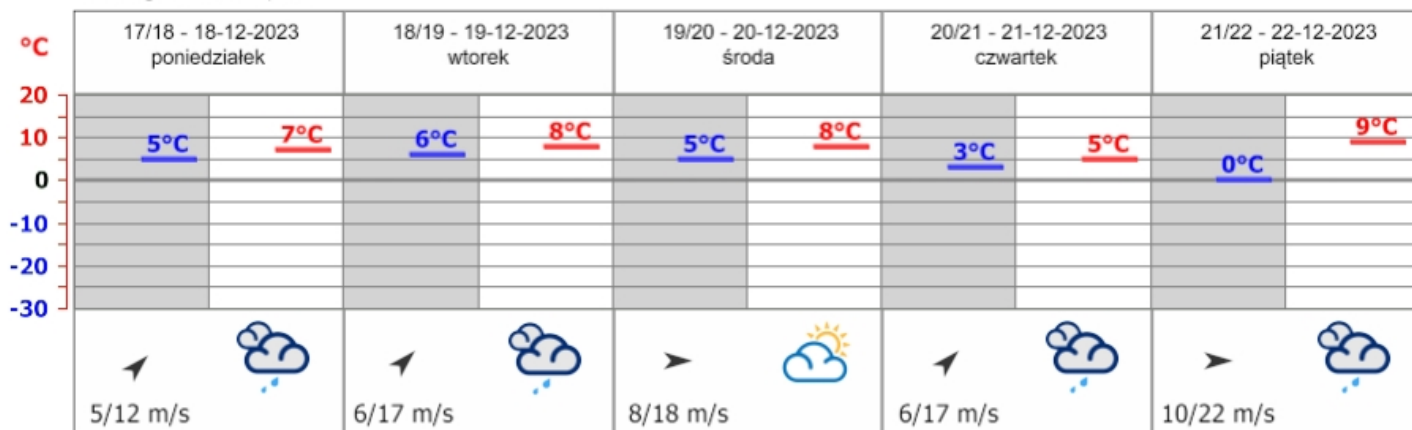 °C
17/18 - 18-12-2023
poniedziałek
18/19 - 19-12-2023
wtorek
19/20 - 20-12-2023
środa
20/21 - 21-12-2023
czwartek
21/22 - 22-12-2023
piątek
20
10
0
-10
-20
-30
5°C
7°C
6°C
8°C
5°C
8°C
3°C
5°C
0°C
9°C
5/12 m/s
6/17 m/s
8/18 m/s
6/17 m/s
10/22 m/s